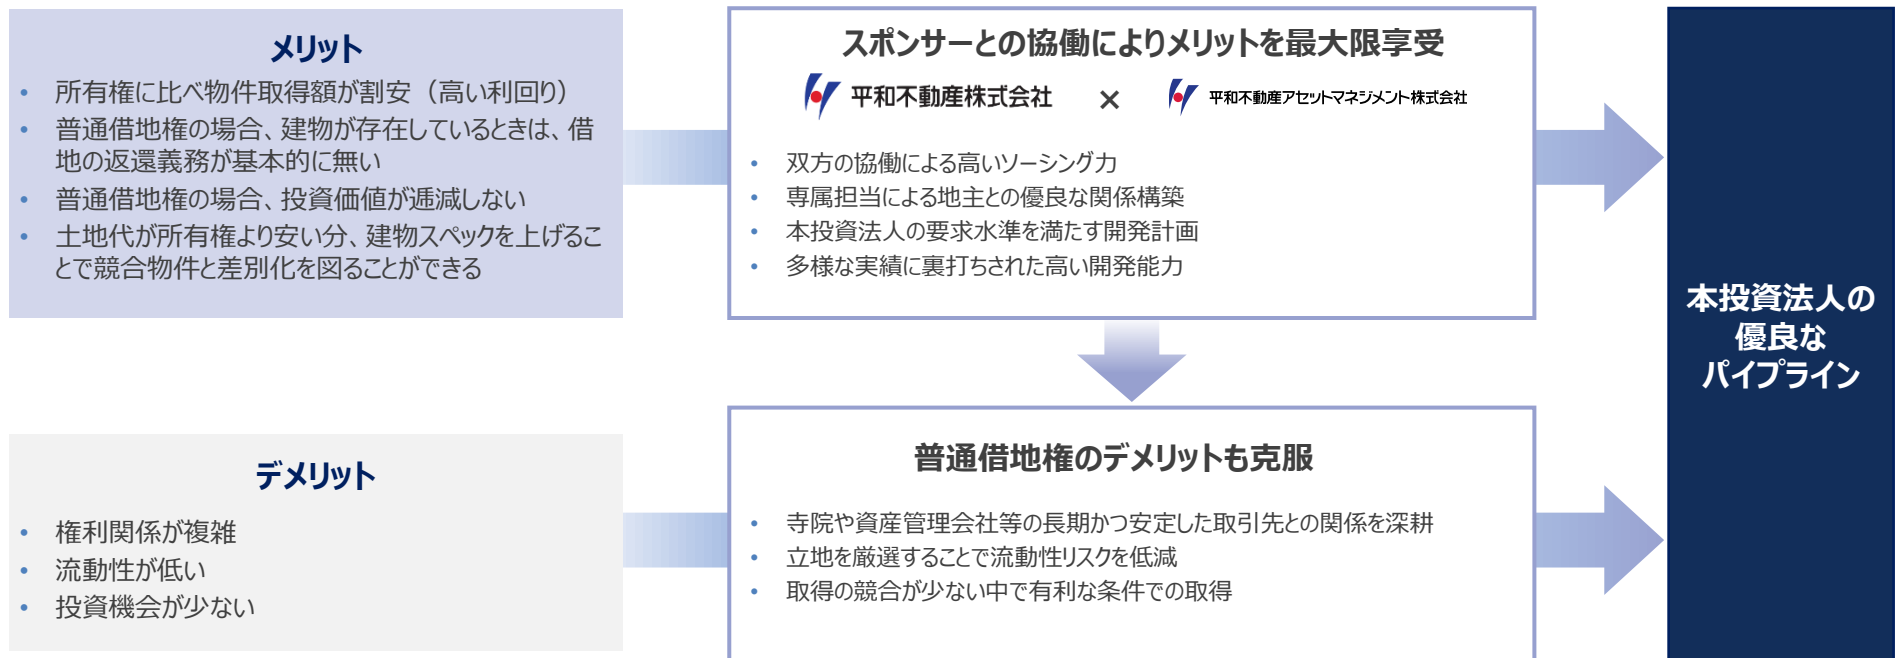 メリット
• 所有権に比べ物件取得額が割安（高い利回り）
• 普通借地権の場合、建物が存在しているときは、借
地の返還義務が基本的に無い
• 普通借地権の場合、投資価値が逓減しない
• 土地代が所有権より安い分、建物スペックを上げるこ
とで競合物件と差別化を図ることができる
スポンサーとの協働によりメリットを最大限享受
平和不動産株式会社 × 平和不動産アセットマネジメント株式会社
• 双方の協働による高いソーシング力
• 専属担当による地主との優良な関係構築
• 本投資法人の要求水準を満たす開発計画
• 多様な実績に裏打ちされた高い開発能力
デメリット
• 権利関係が複雑
• 流動性が低い
• 投資機会が少ない
普通借地権のデメリットも克服
• 寺院や資産管理会社等の長期かつ安定した取引先との関係を深耕
• 立地を厳選することで流動性リスクを低減
• 取得の競合が少ない中で有利な条件での取得
本投資法人の
優良な
パイプライン